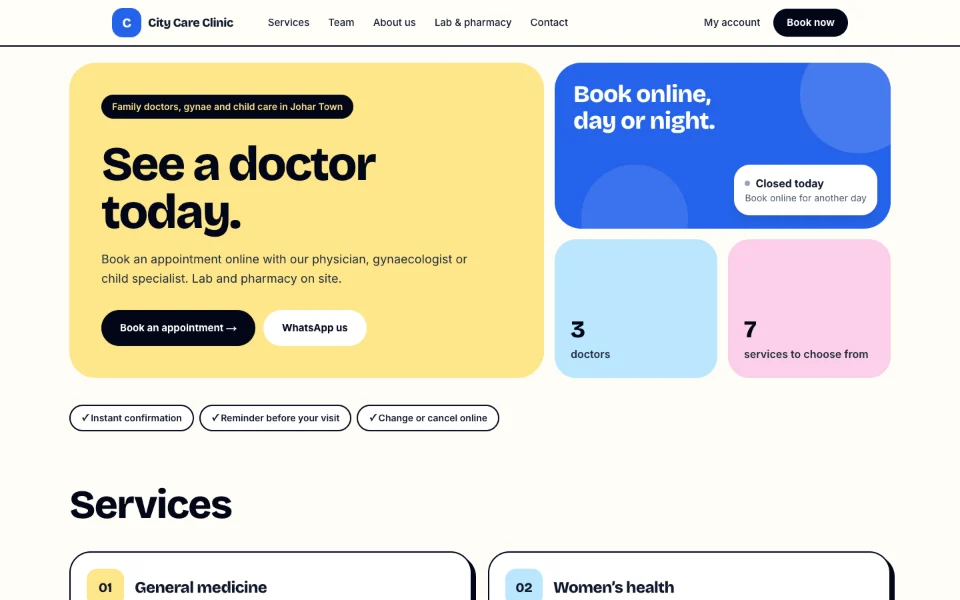 C City Care Clinic Services Team About us Lab & pharmacy Contact My account Book now
Family doctors, gynae and child care in Johar Town
See a doctor
today.
Book an appointment online with our physician, gynaecologist or
child specialist. Lab and pharmacy on site.
Book an appointment → WhatsApp us
Book online,
day or night.
Closed today
Book online for another day
3
doctors
7
services to choose from
✓ Instant confirmation ✓ Reminder before your visit ✓ Change or cancel online
Services
01 General medicine
02 Women's health